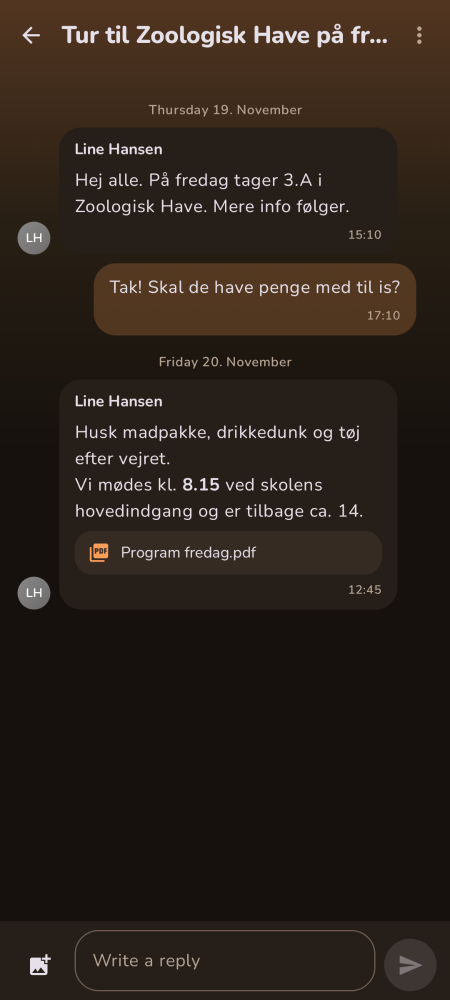 Tur til Zoologisk Have på fr...
Thursday 19. November
Line Hansen
Hej alle. På fredag tager 3.A i
Zoologisk Have. Mere info følger.
15:10
LH
Tak! Skal de have penge med til is?
17:10
Friday 20. November
Line Hansen
Husk madpakke, drikkedunk og tøj
efter vejret.
Vi mødes kl. 8.15 ved skolens
hovedindgang og er tilbage ca. 14.
PDF
Program fredag.pdf
12:45
LH
Write a reply